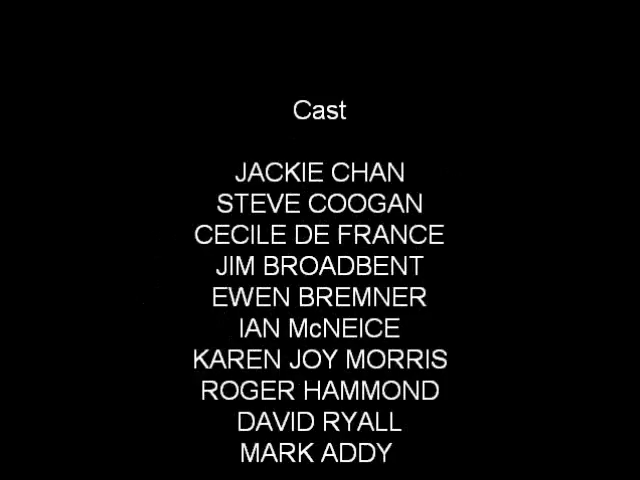 Cast
JACKIE CHAN
STEVE COOGAN
CECILE DE FRANCE
JIM BROADBENT
EWEN BREMNER
IAN McNEICE
KAREN JOY MORRIS
ROGER HAMMOND
DAVID RYALL
MARK ADDY